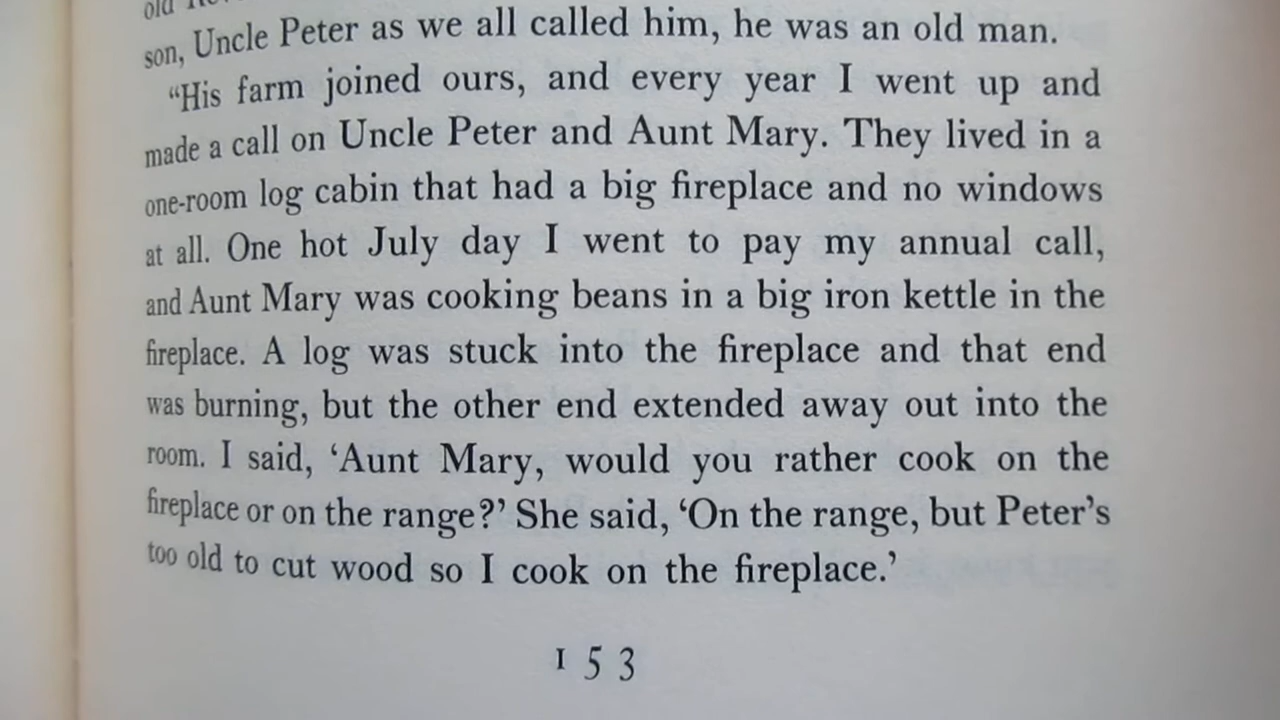 old
son, Uncle Peter as we all called him, he was an old man.
“His farm joined ours, and every year I went up and
made a call on Uncle Peter and Aunt Mary. They lived in a
one-room log cabin that had a big fireplace and no windows
at all. One hot July day I went to pay my annual call,
and Aunt Mary was cooking beans in a big iron kettle in the
fireplace. A log was stuck into the fireplace and that end
was burning, but the other end extended away out into the
room. I said, ‘Aunt Mary, would you rather cook on the
fireplace or on the range?’ She said, ‘On the range, but Peter’s
too old to cut wood so I cook on the fireplace.’
153